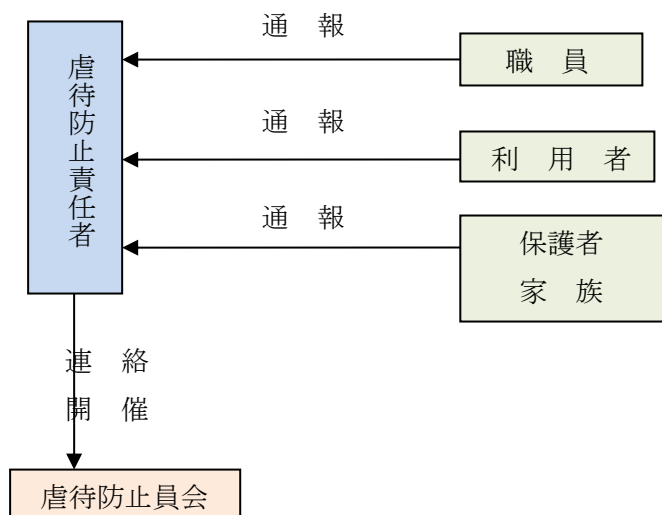 通　報
職　員
虐待防止責任者
通　報
利　用　者
通　報
保護者
家　族
連　絡
開　催
虐待防止員会